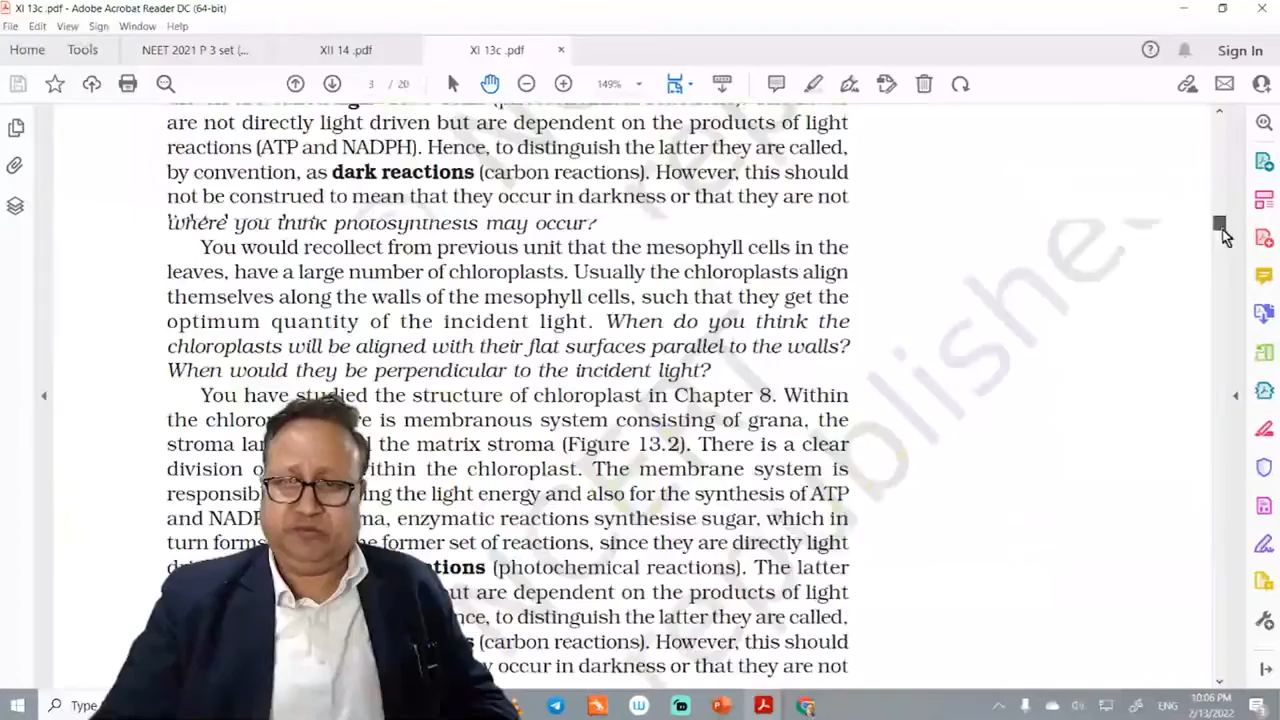 XI 13c .pdf - Adobe Acrobat Reader DC (64-bit)
File Edit View Sign Window Help
Home Tools NEET 2021 P 3 set (... XII 14 .pdf XI 13c .pdf × Sign In
3 / 20 149%
are not directly light driven but are dependent on the products of light
reactions (ATP and NADPH). Hence, to distinguish the latter they are called,
by convention, as dark reactions (carbon reactions). However, this should
not be construed to mean that they occur in darkness or that they are not
where you think photosynthesis may occur?
You would recollect from previous unit that the mesophyll cells in the
leaves, have a large number of chloroplasts. Usually the chloroplasts align
themselves along the walls of the mesophyll cells, such that they get the
optimum quantity of the incident light. When do you think the
chloroplasts will be aligned with their flat surfaces parallel to the walls?
When would they be perpendicular to the incident light?
You have studied the structure of chloroplast in Chapter 8. Within
the is membranous system consisting of grana, the
stroma the matrix stroma (Figure 13.2). There is a clear
division within the chloroplast. The membrane system is
the light energy and also for the synthesis of ATP
and enzymatic reactions synthesise sugar, which in
turn former set of reactions, since they are directly light
(photochemical reactions). The latter
but are dependent on the products of light
to distinguish the latter they are called,
(carbon reactions). However, this should
occur in darkness or that they are not
© NCERT
republished
Type
ENG
10:06 PM
2/13/2022